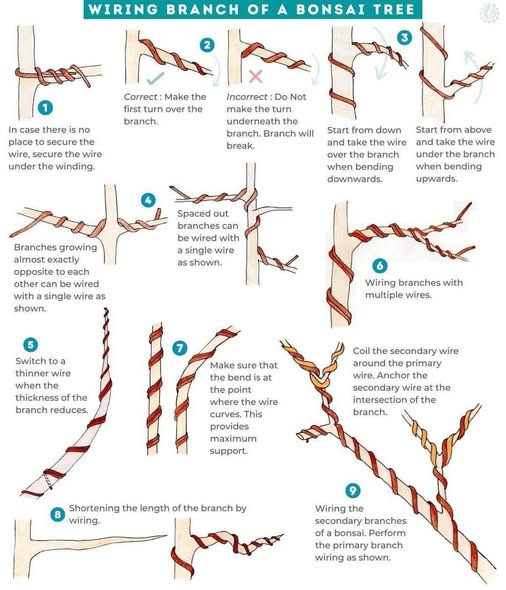 WIRING BRANCH OF A BONSAI TREE
1
In case there is no
place to secure the
wire, secure the wire
under the winding.
2
Correct : Make the
first turn over the
branch.
Incorrect : Do Not
make the turn
underneath the
branch. Branch will
break.
3
Start from down
and take the wire
over the branch
when bending
downwards.
Start from above
and take the wire
under the branch
when bending
upwards.
4
Branches growing
almost exactly
opposite to each
other can be wired
with a single wire as
shown.
Spaced out
branches can
be wired with
a single wire
as shown.
5
Switch to a
thinner wire
when the
thickness of the
branch reduces.
6
Wiring branches with
multiple wires.
7
Make sure that
the bend is at
the point
where the wire
curves. This
provides
maximum
support.
8
Shortening the length of the branch by
wiring.
Coil the secondary wire
around the primary
wire. Anchor the
secondary wire at the
intersection of the
branch.
9
Wiring the
secondary branches
of a bonsai. Perform
the primary branch
wiring as shown.